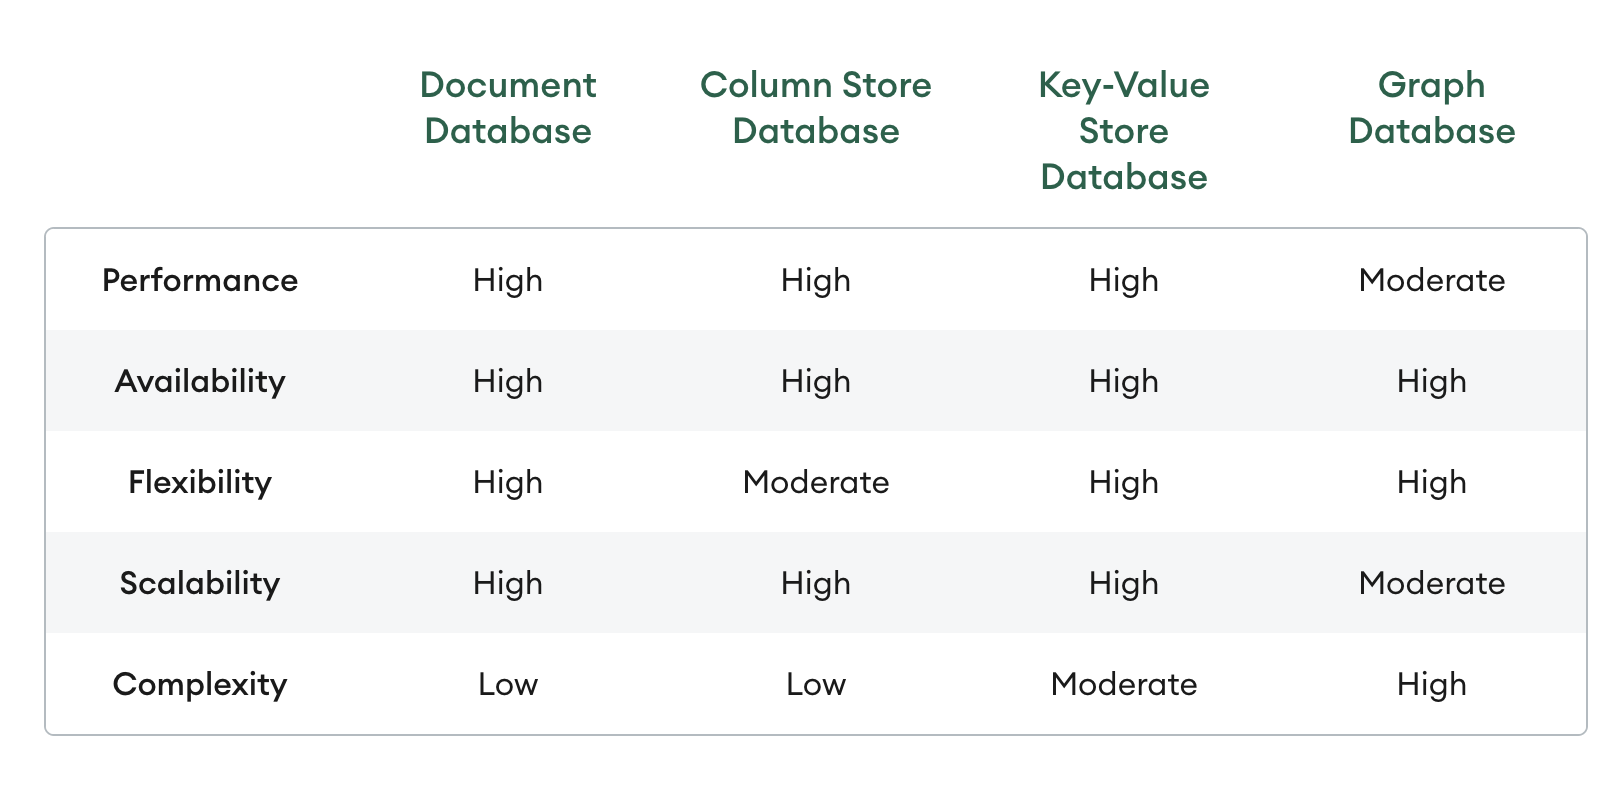 Document Database
Column Store Database
Key-Value Store Database
Graph Database
Performance High High High Moderate
Availability High High High High
Flexibility High Moderate High High
Scalability High High High Moderate
Complexity Low Low Moderate High